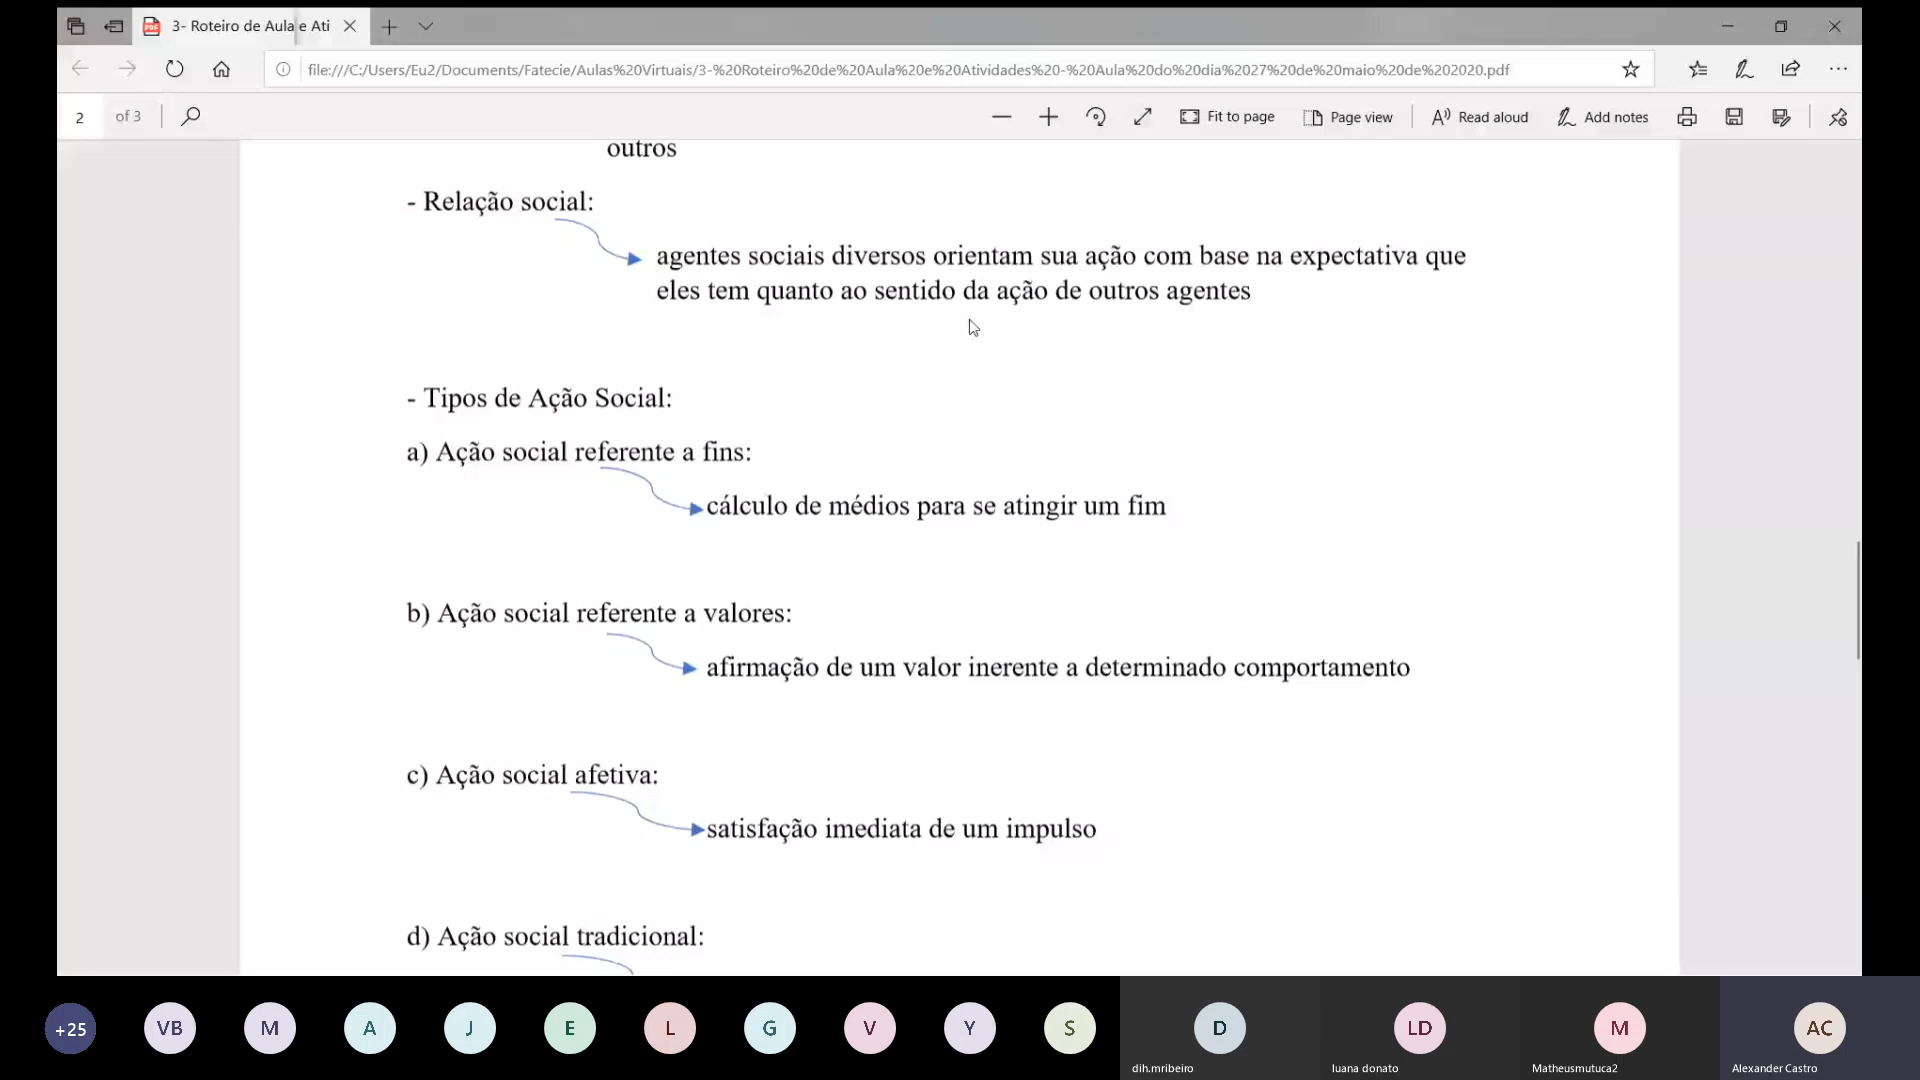 3- Roteiro de Aula e Ati
file:///C:/Users/Eu2/Documents/Fatecie/Aulas%20Virtuais/3-%20Roteiro%20de%20Aula%20e%20Atividades%20-%20Aula%20do%20dia%2027%20de%20maio%20de%202020.pdf
2 of 3 Fit to page Page view Read aloud Add notes
outros
- Relação social:
agentes sociais diversos orientam sua ação com base na expectativa que
eles tem quanto ao sentido da ação de outros agentes
- Tipos de Ação Social:
a) Ação social referente a fins:
cálculo de médios para se atingir um fim
b) Ação social referente a valores:
afirmação de um valor inerente a determinado comportamento
c) Ação social afetiva:
satisfação imediata de um impulso
d) Ação social tradicional:
+25 VB M A J E L G V Y S D LD M AC
dih.mribeiro luana donato Matheusmutuca2 Alexander Castro